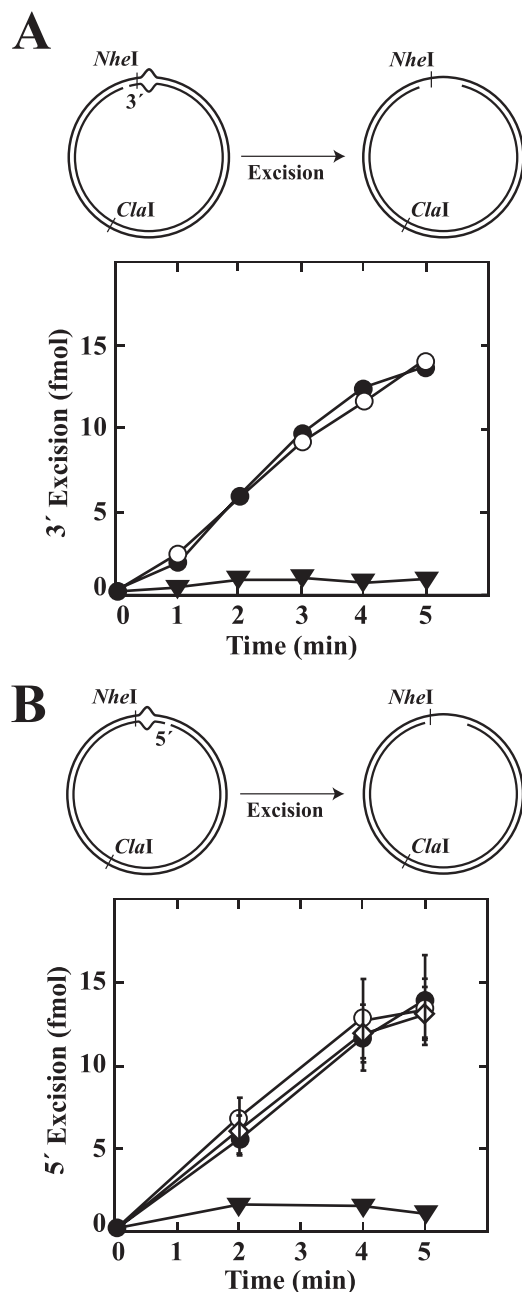 A
NheI NheI
3´
Excision
ClaI ClaI
3´ Excision (fmol)
15
10
5
0
0 1 2 3 4 5
Time (min)
B
NheI NheI
5´
Excision
ClaI ClaI
5´ Excision (fmol)
15
10
5
0
0 1 2 3 4 5
Time (min)